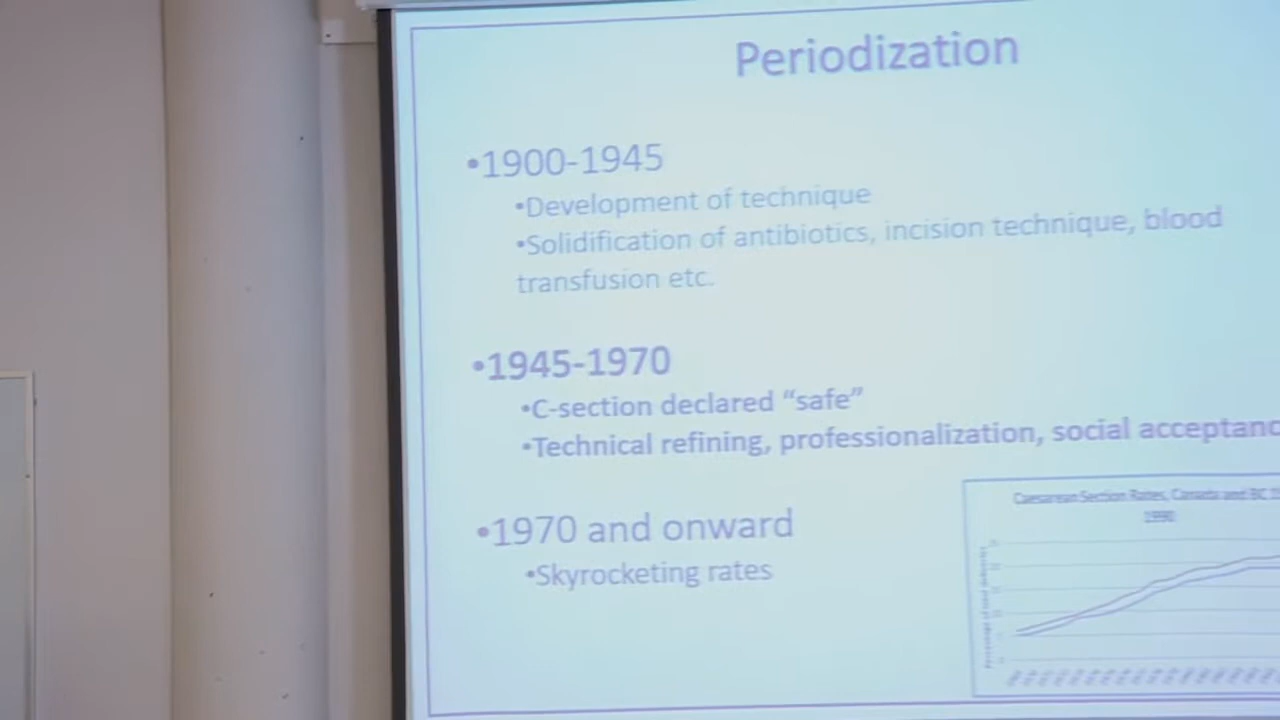 Periodization
•1900-1945
•Development of technique
•Solidification of antibiotics, incision technique, blood
transfusion etc.
•1945-1970
•C-section declared “safe”
•Technical refining, professionalization, social acceptanc
•1970 and onward
•Skyrocketing rates
Caesarean Section Rates, Canada and BC
1990